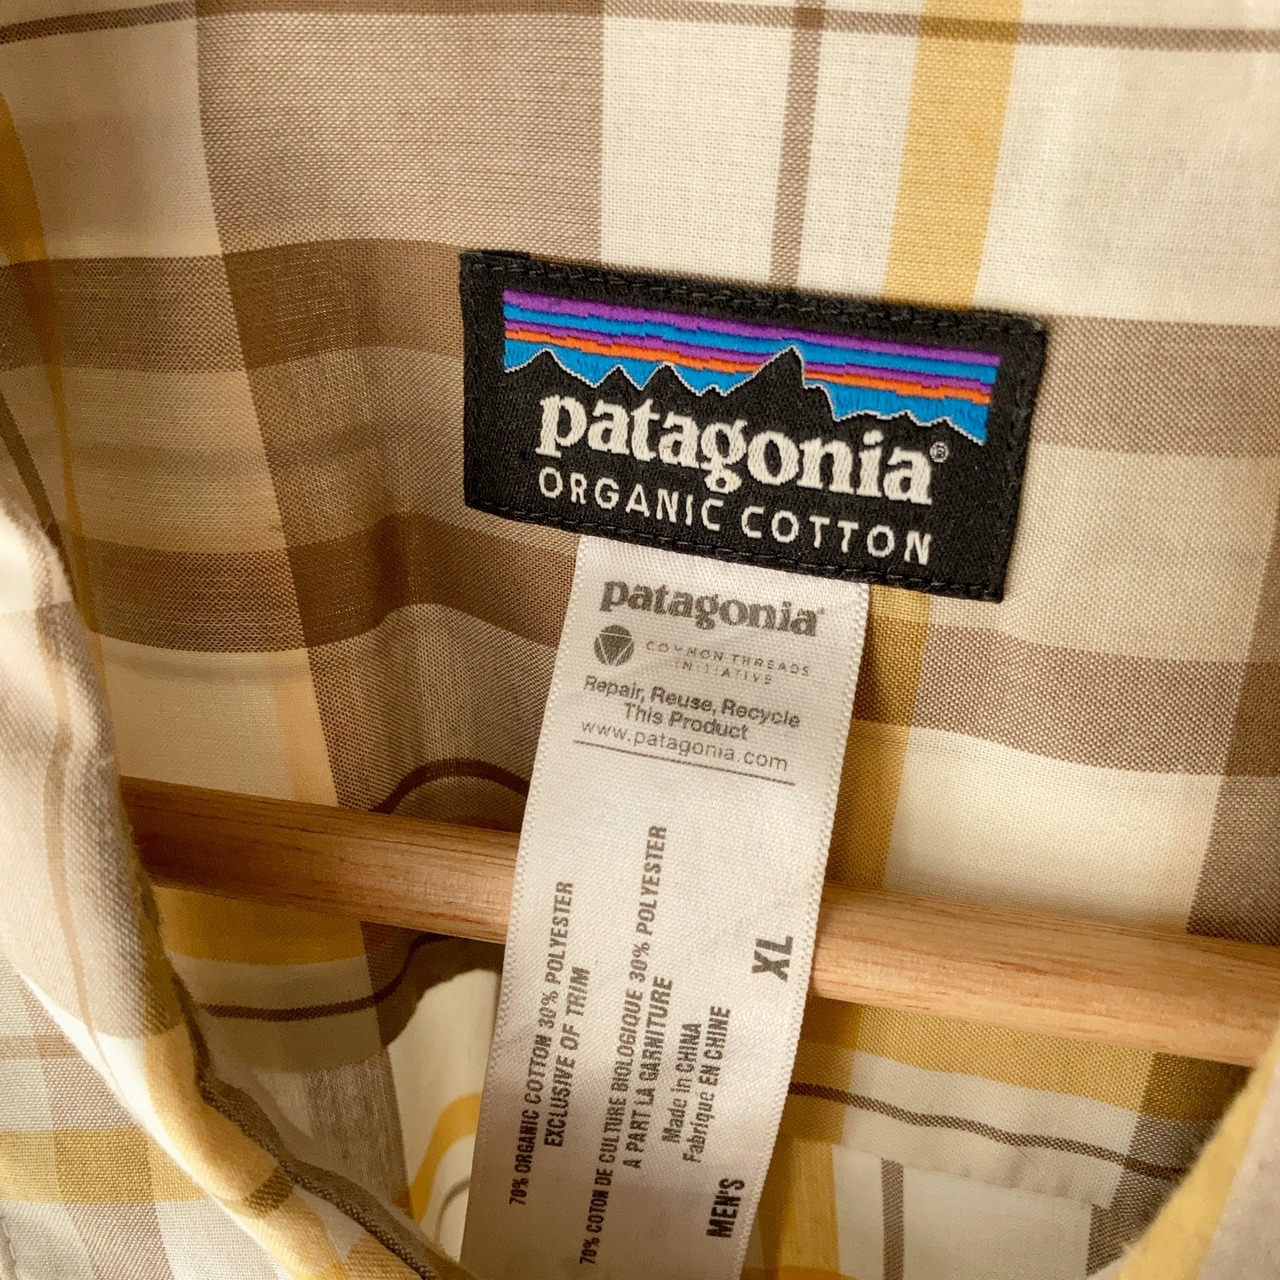 patagonia®
ORGANIC COTTON
patagonia®
COMMON THREADS
INITIATIVE
Repair, Reuse, Recycle
This Product
www.patagonia.com
70% ORGANIC COTTON 30% POLYESTER
EXCLUSIVE OF TRIM
70% COTON DE CULTURE BIOLOGIQUE 30% POLYESTER
A PART LA GARNITURE
Made in CHINA
Fabriqué EN CHINE
MEN'S
XL